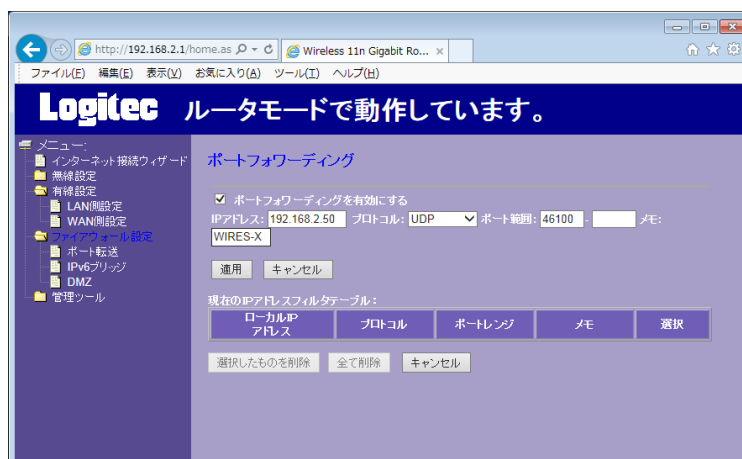 http://192.168.2.1/home.as
Wireless 11n Gigabit Ro...
ファイル(F) 編集(E) 表示(V) お気に入り(A) ツール(T) ヘルプ(H)
Logitec ルータモードで動作しています。
メニュー:
インターネット接続ウィザード
無線設定
有線設定
LAN側設定
WAN側設定
ファイアウォール設定
ポート転送
IPv6ブリッジ
DMZ
管理ツール
ポートフォワーディング
ポートフォワーディングを有効にする
IPアドレス: 192.168.2.50 プロトコル: UDP ポート範囲: 46100 - メモ:
WIRES-X
適用 キャンセル
現在のIPアドレスフィルタテーブル:
ローカルIPアドレス プロトコル ポートレンジ メモ 選択
選択したものを削除 全て削除 キャンセル